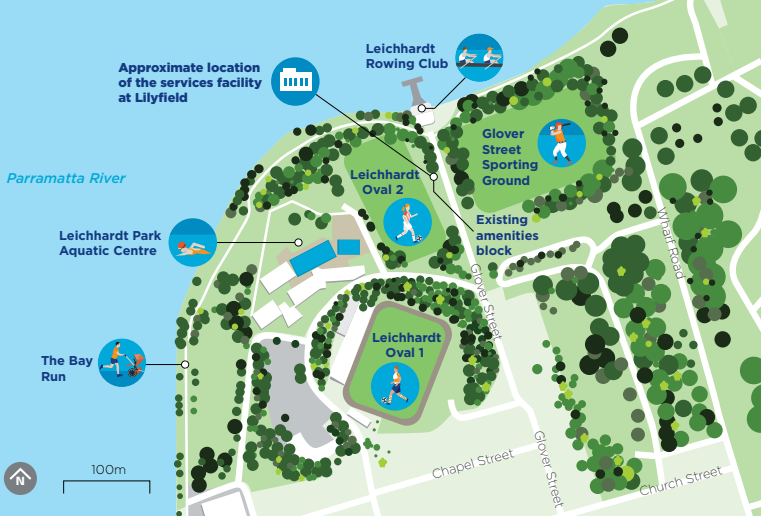 Leichhardt
Rowing Club
Approximate location
of the services facility
at Lilyfield
Glover
Street
Sporting
Ground
Leichhardt
Oval 2
Parramatta River
Existing
amenities
block
Leichhardt Park
Aquatic Centre
Wharf Road
Glover Street
Leichhardt
Oval 1
The Bay
Run
Glover Street
Chapel Street
Church Street
100m
N